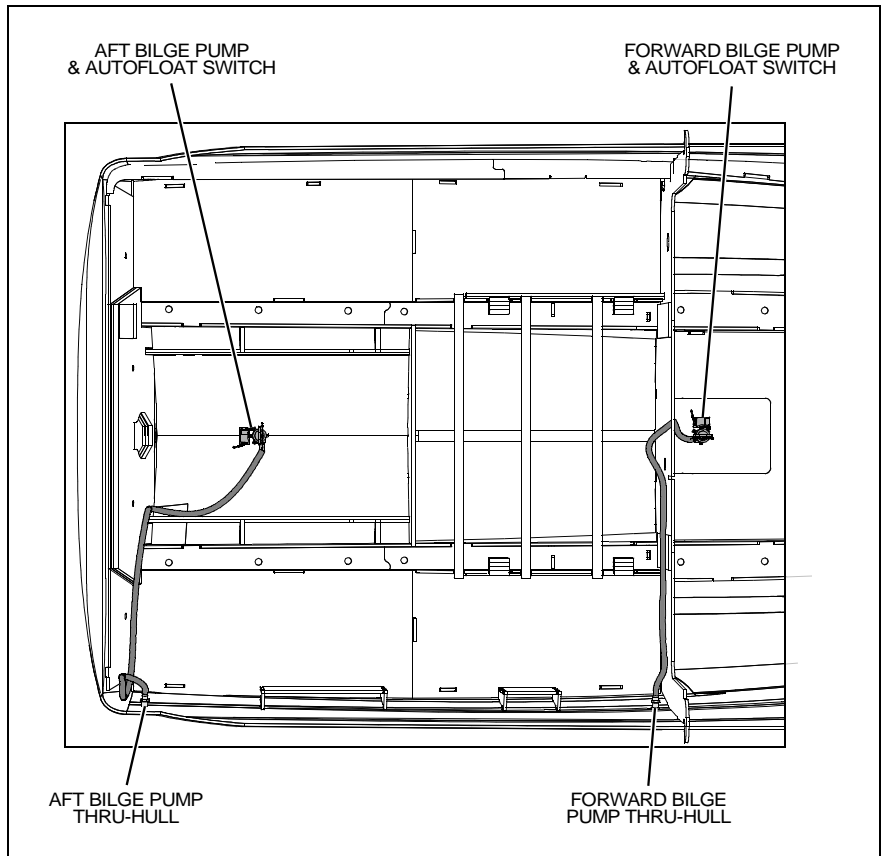 AFT BILGE PUMP
& AUTOFLOAT SWITCH
FORWARD BILGE PUMP
& AUTOFLOAT SWITCH
AFT BILGE PUMP
THRU-HULL
FORWARD BILGE
PUMP THRU-HULL